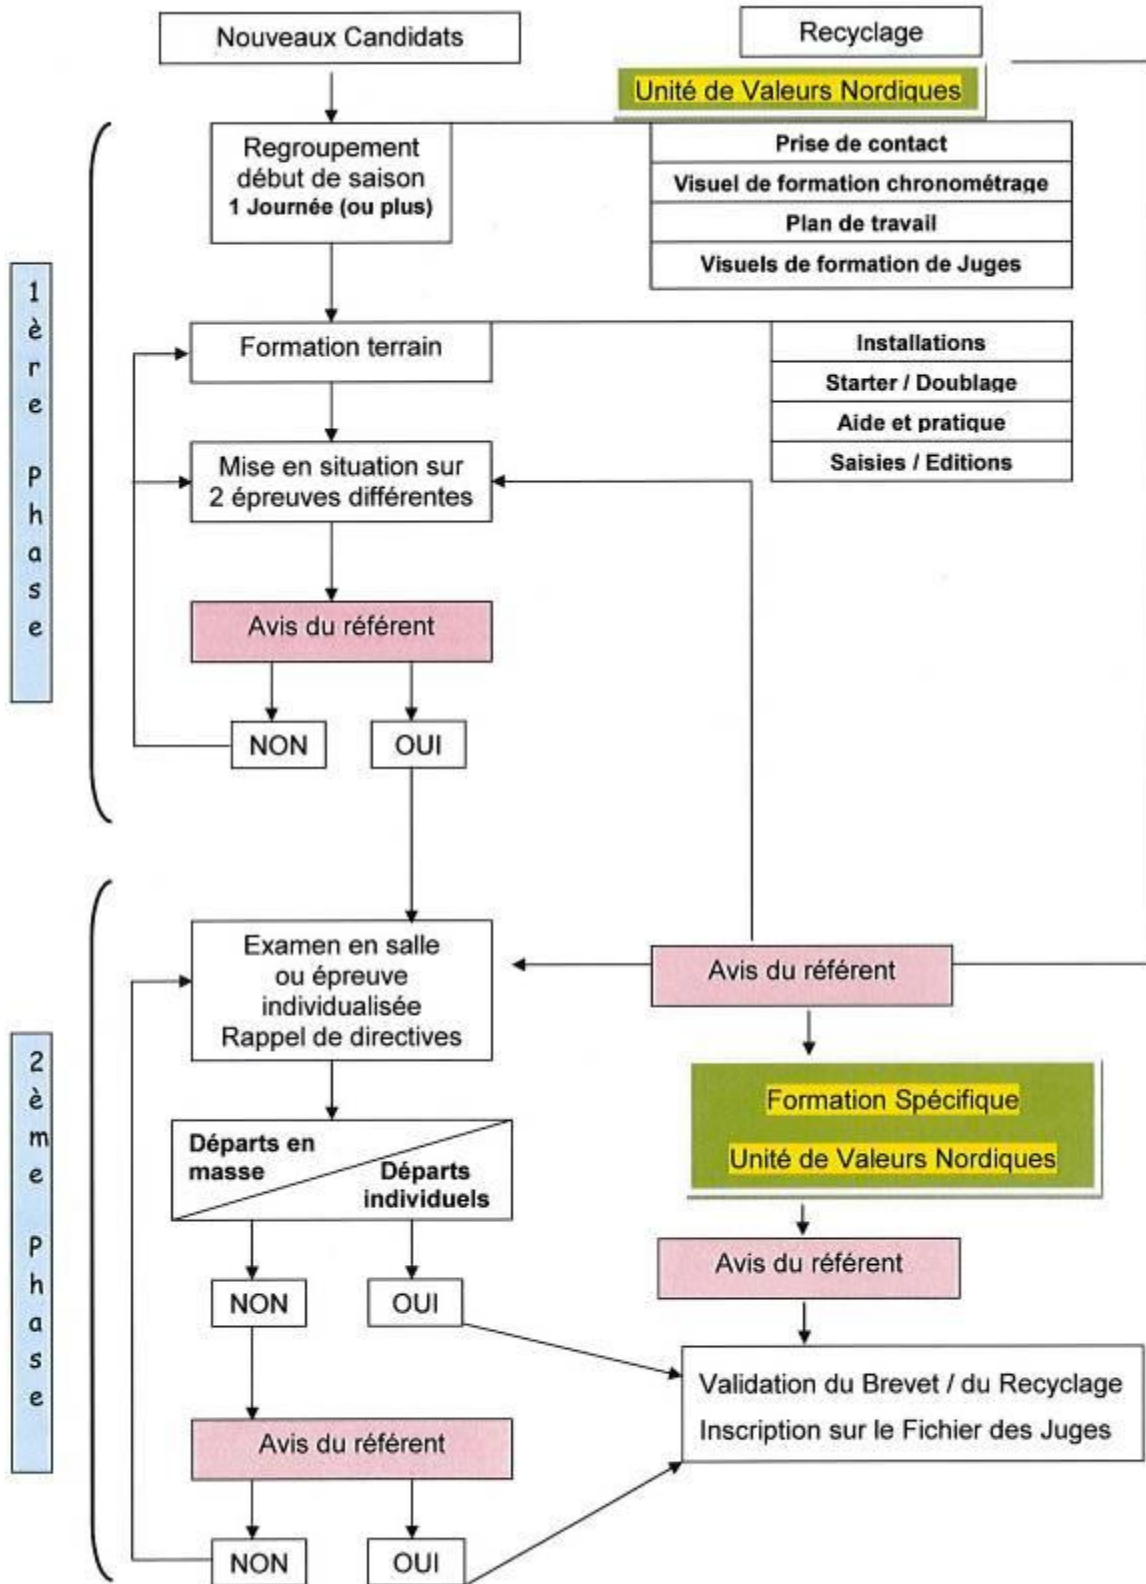 Nouveaux Candidats
Recyclage
Unité de Valeurs Nordiques
Regroupement
début de saison
1 Journée (ou plus)
Prise de contact
Visuel de formation chronométrage
Plan de travail
Visuels de formation de Juges
1ère Phase
Formation terrain
Installations
Starter / Doublage
Aide et pratique
Saisies / Editions
Mise en situation sur
2 épreuves différentes
Avis du référent
NON
OUI
2ème Phase
Examen en salle
ou épreuve
individualisée
Rappel de directives
Avis du référent
Formation Spécifique
Unité de Valeurs Nordiques
Départs en
masse
Départs
individuels
Avis du référent
NON
OUI
Validation du Brevet / du Recyclage
Inscription sur le Fichier des Juges
Avis du référent
NON
OUI